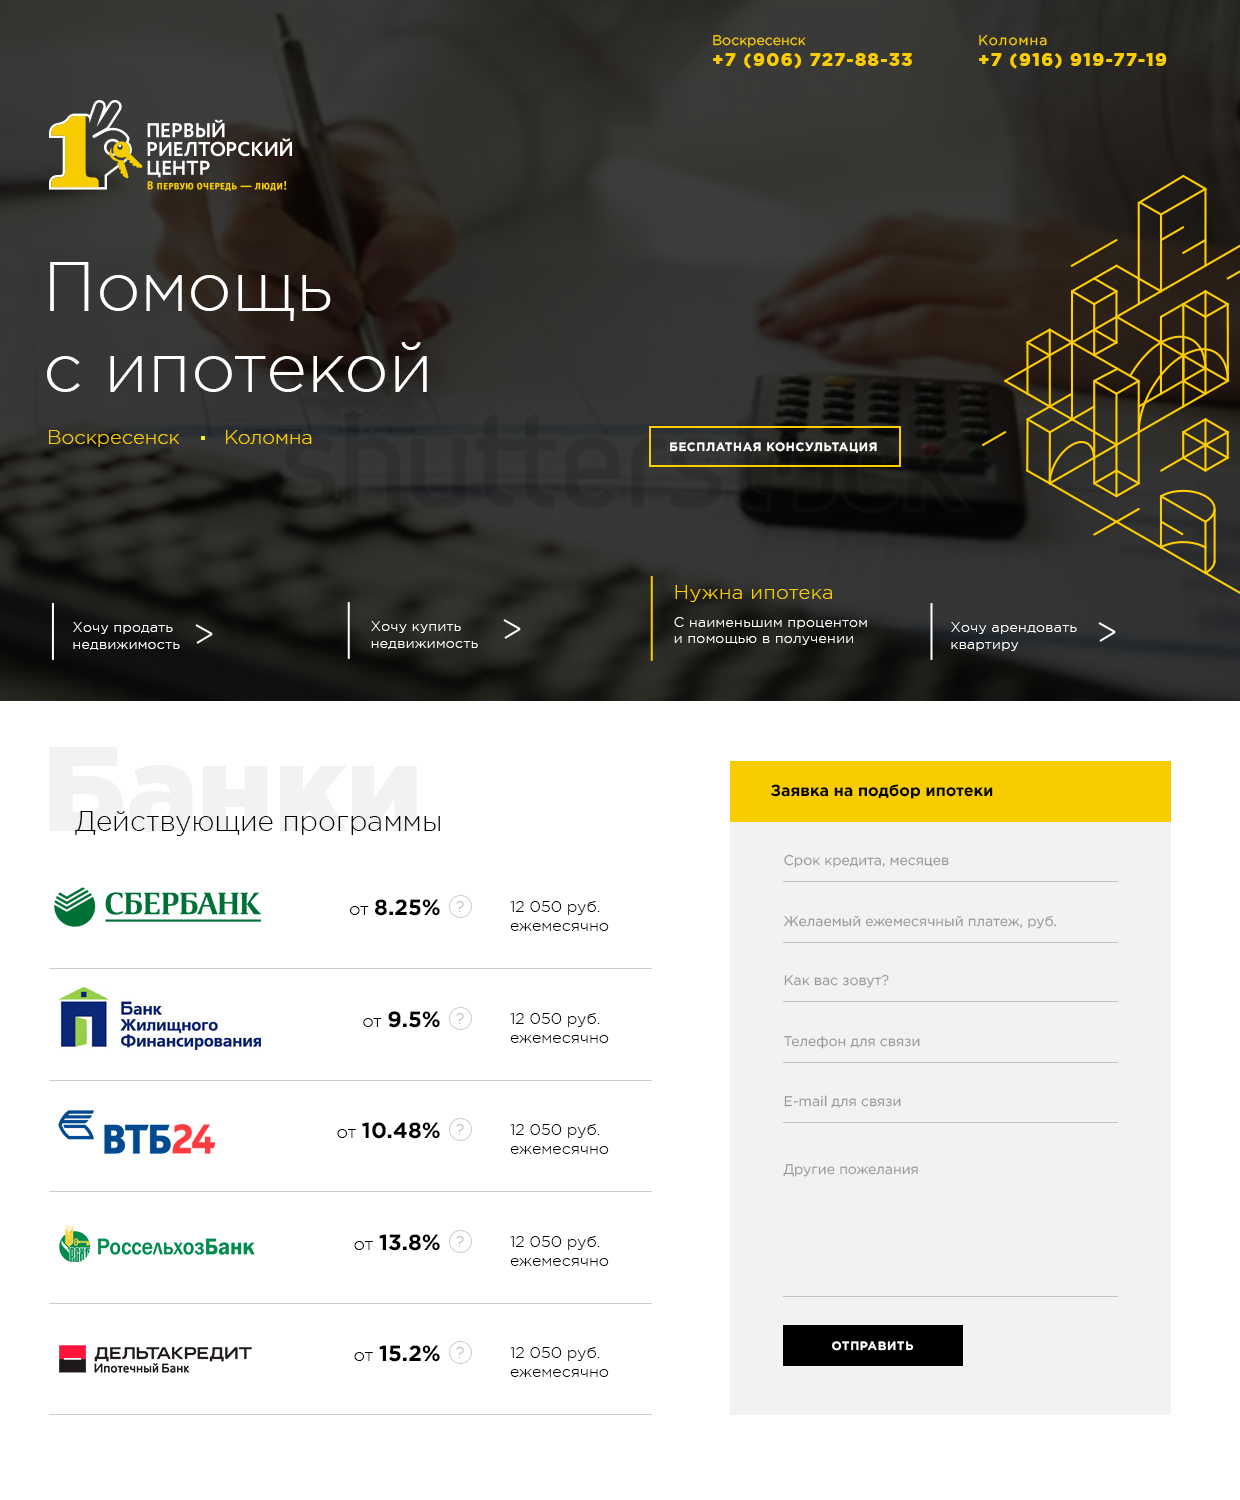 Воскресенск
+7 (906) 727-88-33
Коломна
+7 (916) 919-77-19
1
ПЕРВЫЙ
РИЕЛТОРСКИЙ
ЦЕНТР
В ПЕРВУЮ ОЧЕРЕДЬ — ЛЮДИ!
Помощь
с ипотекой
Воскресенск ▪ Коломна
shutterstock
БЕСПЛАТНАЯ КОНСУЛЬТАЦИЯ
Хочу продать
недвижимость
Хочу купить
недвижимость
Нужна ипотека
С наименьшим процентом
и помощью в получении
Хочу арендовать
квартиру
Банки
Действующие программы
СБЕРБАНК
от 8.25% ?
12 050 руб.
ежемесячно
Банк
Жилищного
Финансирования
от 9.5% ?
12 050 руб.
ежемесячно
ВТБ24
от 10.48% ?
12 050 руб.
ежемесячно
РоссельхозБанк
от 13.8% ?
12 050 руб.
ежемесячно
ДЕЛЬТАКРЕДИТ
Ипотечный Банк
от 15.2% ?
12 050 руб.
ежемесячно
Заявка на подбор ипотеки
Срок кредита, месяцев
Желаемый ежемесячный платеж, руб.
Как вас зовут?
Телефон для связи
E-mail для связи
Другие пожелания
ОТПРАВИТЬ